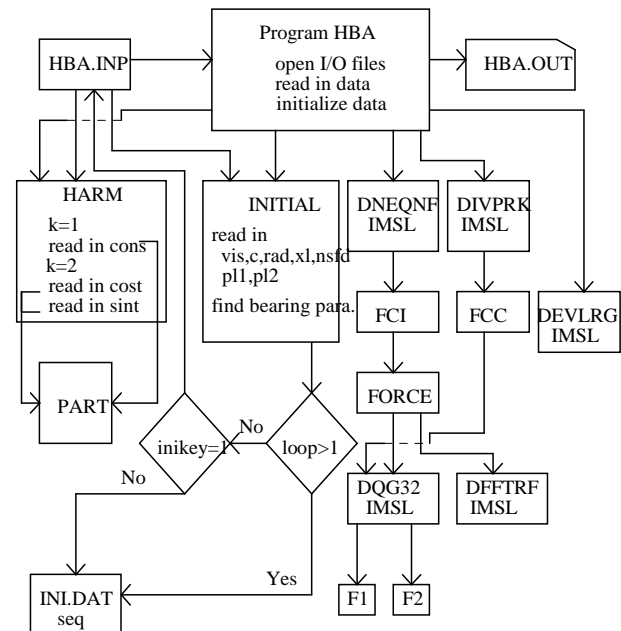 Program HBA
open I/O files
read in data
initialize data
HBA.INP
HBA.OUT
HARM
k=1
read in cons
k=2
read in cost
read in sint
INITIAL
read in
vis,c,rad,xl,nsfd
pl1,pl2
find bearing para.
DNEQNF
IMSL
DIVPRK
IMSL
FCI
FCC
DEVLRG
IMSL
PART
FORCE
inikey=1
No
loop>1
No
DQG32
IMSL
DFFTRF
IMSL
Yes
INI.DAT
seq
F1
F2